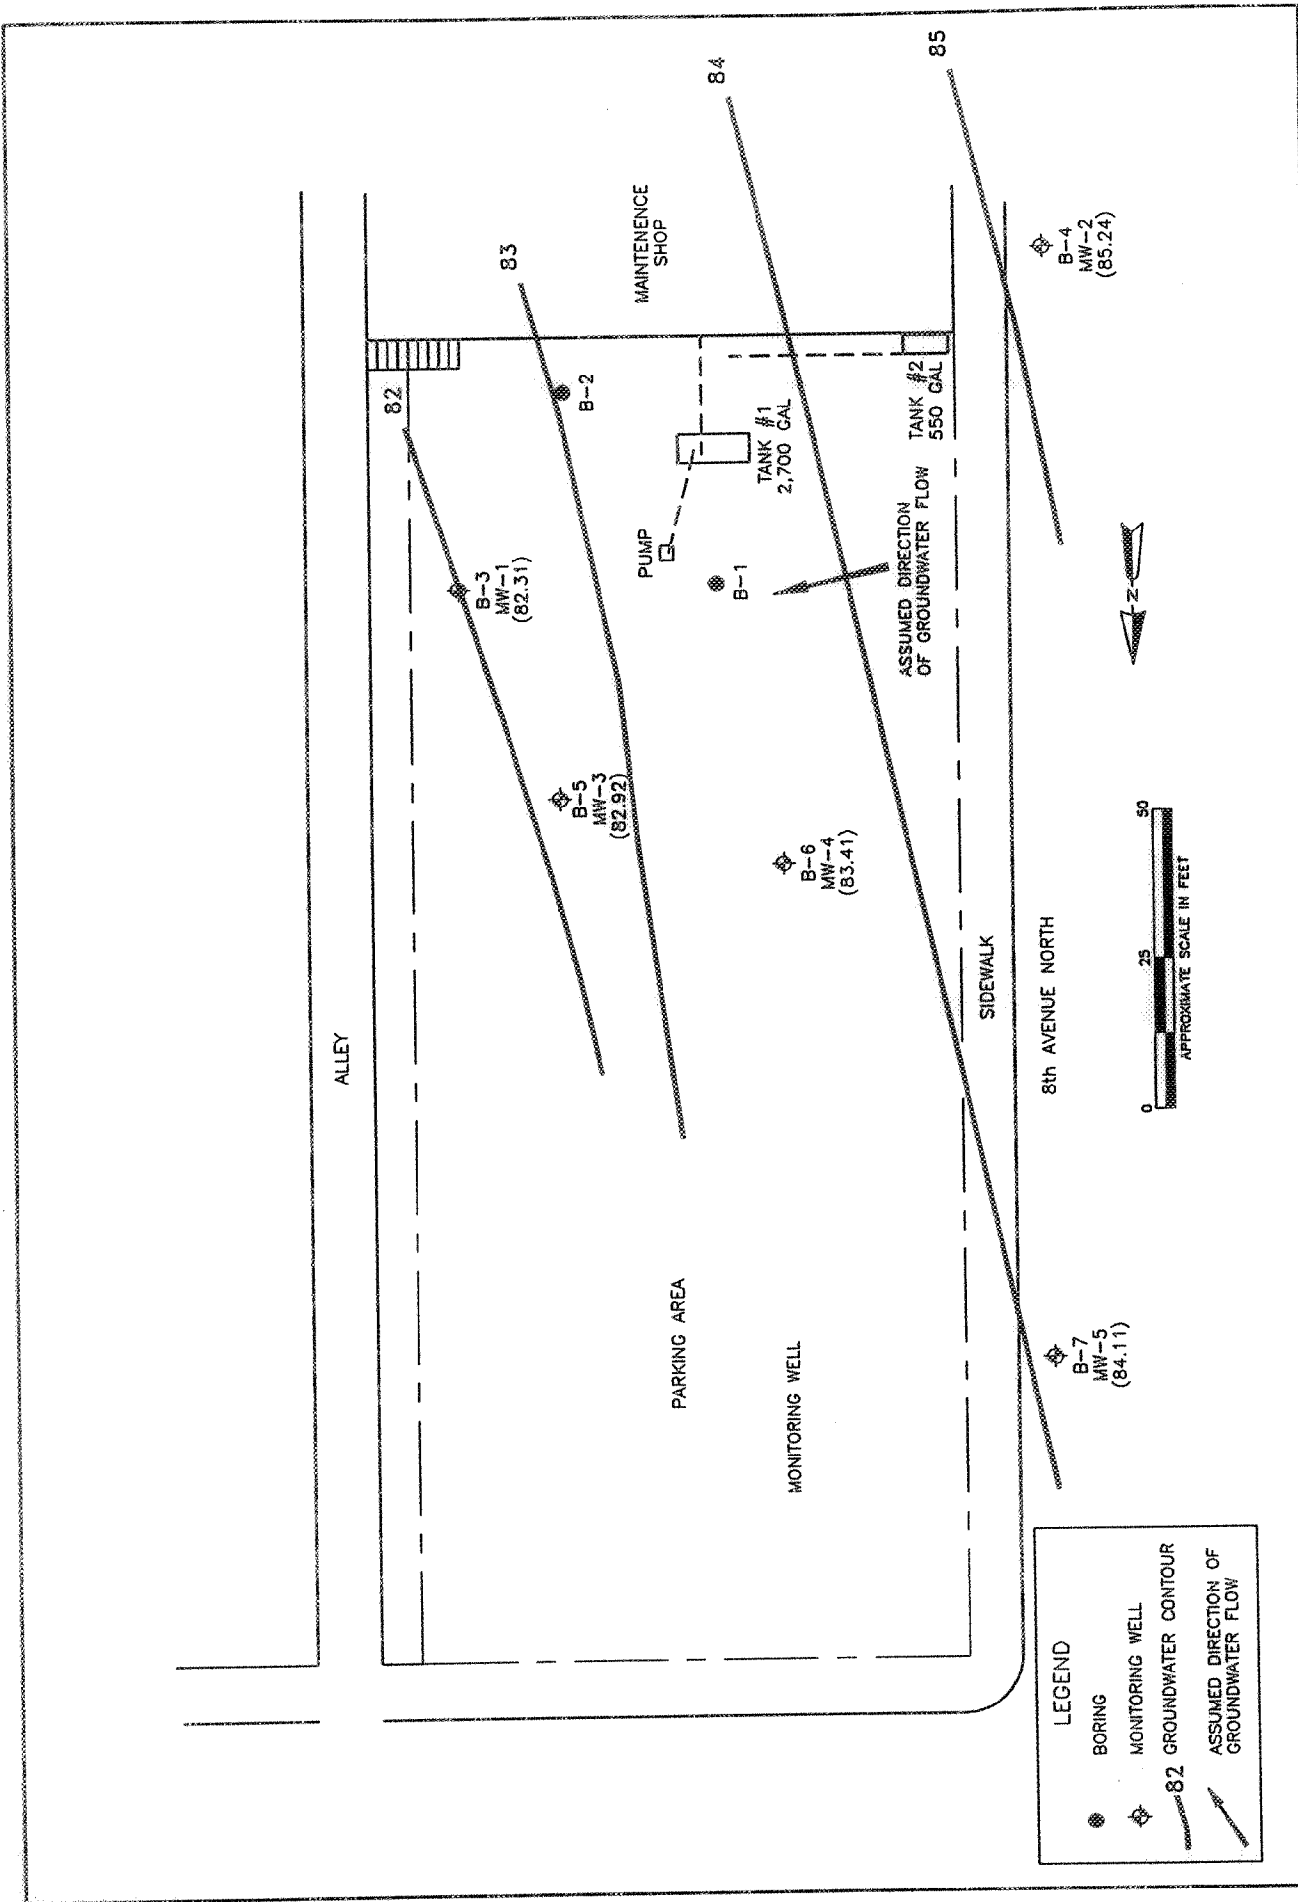 ALLEY
82
83
84
85
MAINTENENCE
SHOP
B-2
B-3
MW-1
(82.31)
PUMP
TANK #1
2,700 GAL
TANK #2
550 GAL
B-1
ASSUMED DIRECTION
OF GROUNDWATER FLOW
B-4
MW-2
(85.24)
B-5
MW-3
(82.92)
B-6
MW-4
(83.41)
PARKING AREA
MONITORING WELL
SIDEWALK
8th AVENUE NORTH
B-7
MW-5
(84.11)
N
0 25 50
APPROXIMATE SCALE IN FEET
LEGEND
BORING
MONITORING WELL
82 GROUNDWATER CONTOUR
ASSUMED DIRECTION OF
GROUNDWATER FLOW